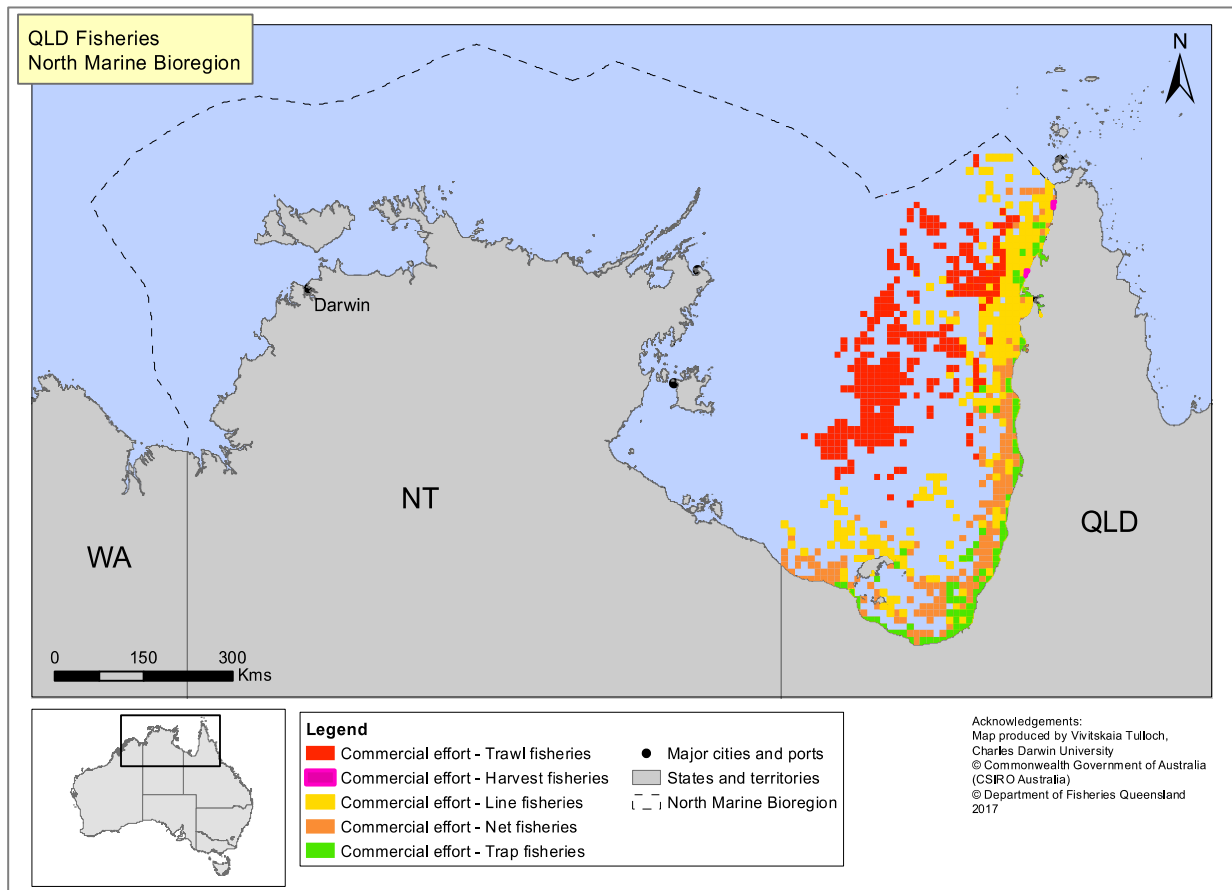 QLD Fisheries
North Marine Bioregion
N
Darwin
NT
WA
QLD
0 150 300
Kms
Legend
Commercial effort - Trawl fisheries
Commercial effort - Harvest fisheries
Commercial effort - Line fisheries
Commercial effort - Net fisheries
Commercial effort - Trap fisheries
Major cities and ports
States and territories
North Marine Bioregion
Acknowledgements:
Map produced by Vivitskaia Tulloch,
Charles Darwin University
© Commonwealth Government of Australia
(CSIRO Australia)
© Department of Fisheries Queensland
2017